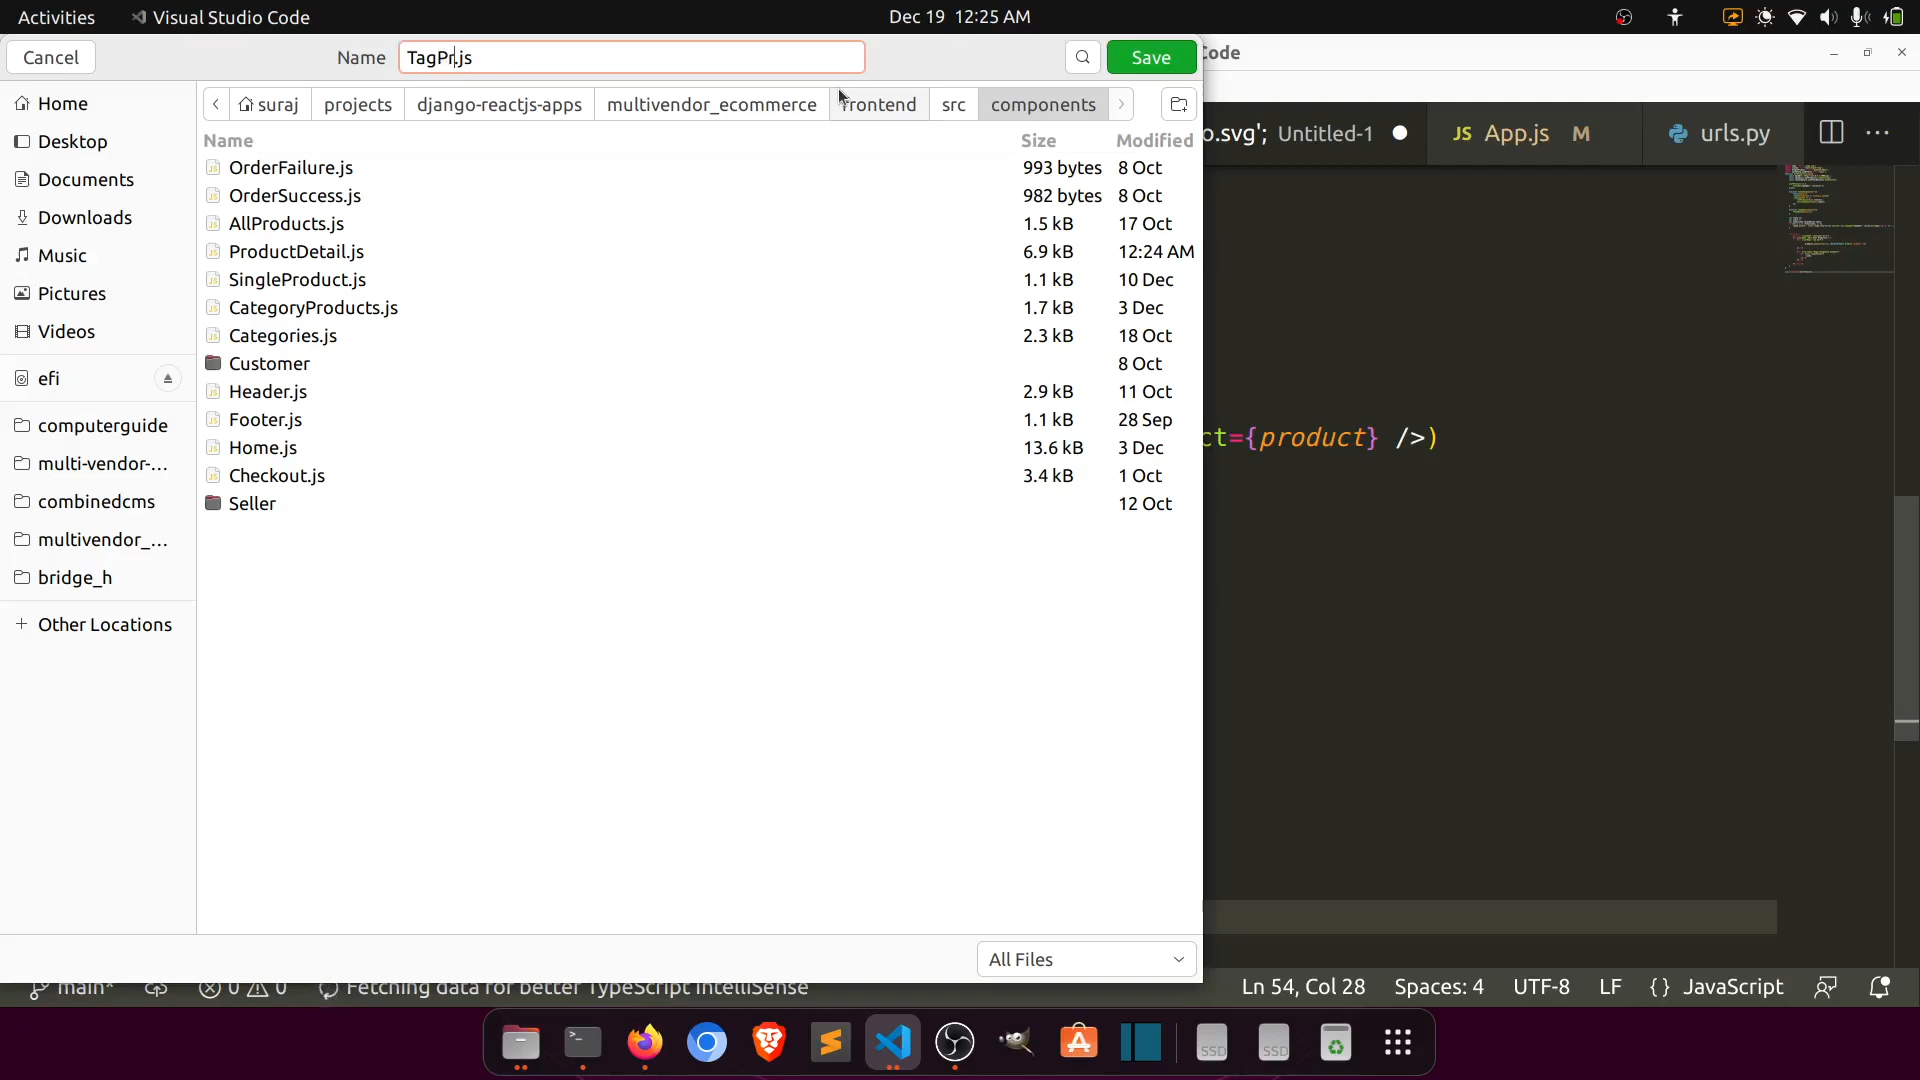 Activities
Visual Studio Code
Dec 19 12:25 AM
Cancel
Name
TagPr.js
Save
Code
suraj
projects
django-reactjs-apps
multivendor_ecommerce
frontend
src
components
o.svg'; Untitled-1
JS App.js M
urls.py
Home
Desktop
Documents
Downloads
Music
Pictures
Videos
efi
computerguide
multi-vendor-...
combinedcms
multivendor_...
bridge_h
+ Other Locations
Name Size Modified
OrderFailure.js 993 bytes 8 Oct
OrderSuccess.js 982 bytes 8 Oct
AllProducts.js 1.5 kB 17 Oct
ProductDetail.js 6.9 kB 12:24 AM
SingleProduct.js 1.1 kB 10 Dec
CategoryProducts.js 1.7 kB 3 Dec
Categories.js 2.3 kB 18 Oct
Customer 8 Oct
Header.js 2.9 kB 11 Oct
Footer.js 1.1 kB 28 Sep
Home.js 13.6 kB 3 Dec
Checkout.js 3.4 kB 1 Oct
Seller 12 Oct
ct={product} />)
All Files
main*
0
0
Fetching data for better TypeScript IntelliSense
Ln 54, Col 28
Spaces: 4
UTF-8
LF
{ } JavaScript
SSD
SSD